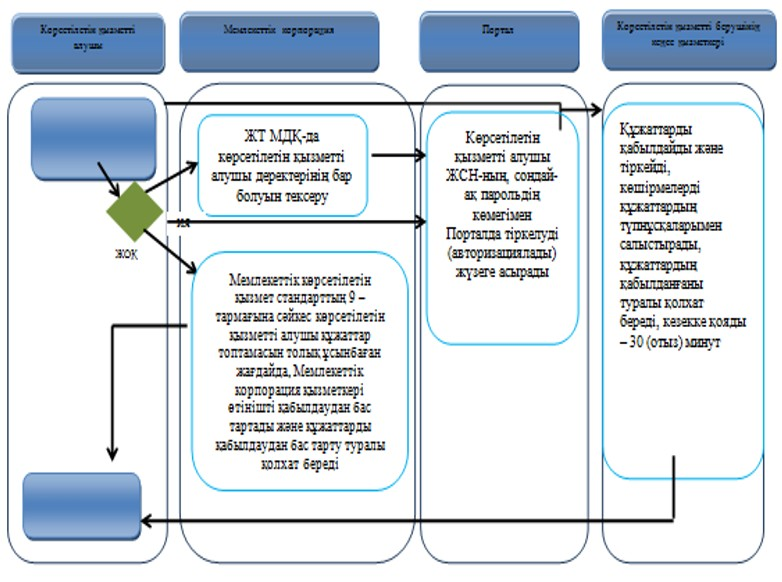 Көрсетілетін қызметті
алушы
Мемлекеттік корпорация
Портал
Көрсетілетін қызметті берушінің
кеңсе қызметкері
ЖТ МДҚ-да
көрсетілетін қызметті
алушы деректерінің бар
болуын тексеру
Көрсетілетін
қызметті алушы
ЖСН-ның, сондай-
ақ парольдің
көмегімен
Порталда тіркелуді
(авторизациялады)
жүзеге асырады
Құжаттарды
қабылдайды және
тіркейді,
көшірмелерді
құжаттардың
түпнұсқаларымен
салыстырады,
құжаттардың
қабылданғаны
туралы қолхат
береді, кезекке қояды
– 30 (отыз) минут
жоқ
Мемлекеттік көрсетілетін
қызмет стандарттың 9 –
тармағына сәйкес көрсетілетін
қызметті алушы құжаттар
топтамасын толық ұсынбаған
жағдайда, Мемлекеттік
корпорация қызметкері
өтінішті қабылдаудан бас
тартады және құжаттарды
қабылдаудан бас тарту туралы
қолхат береді